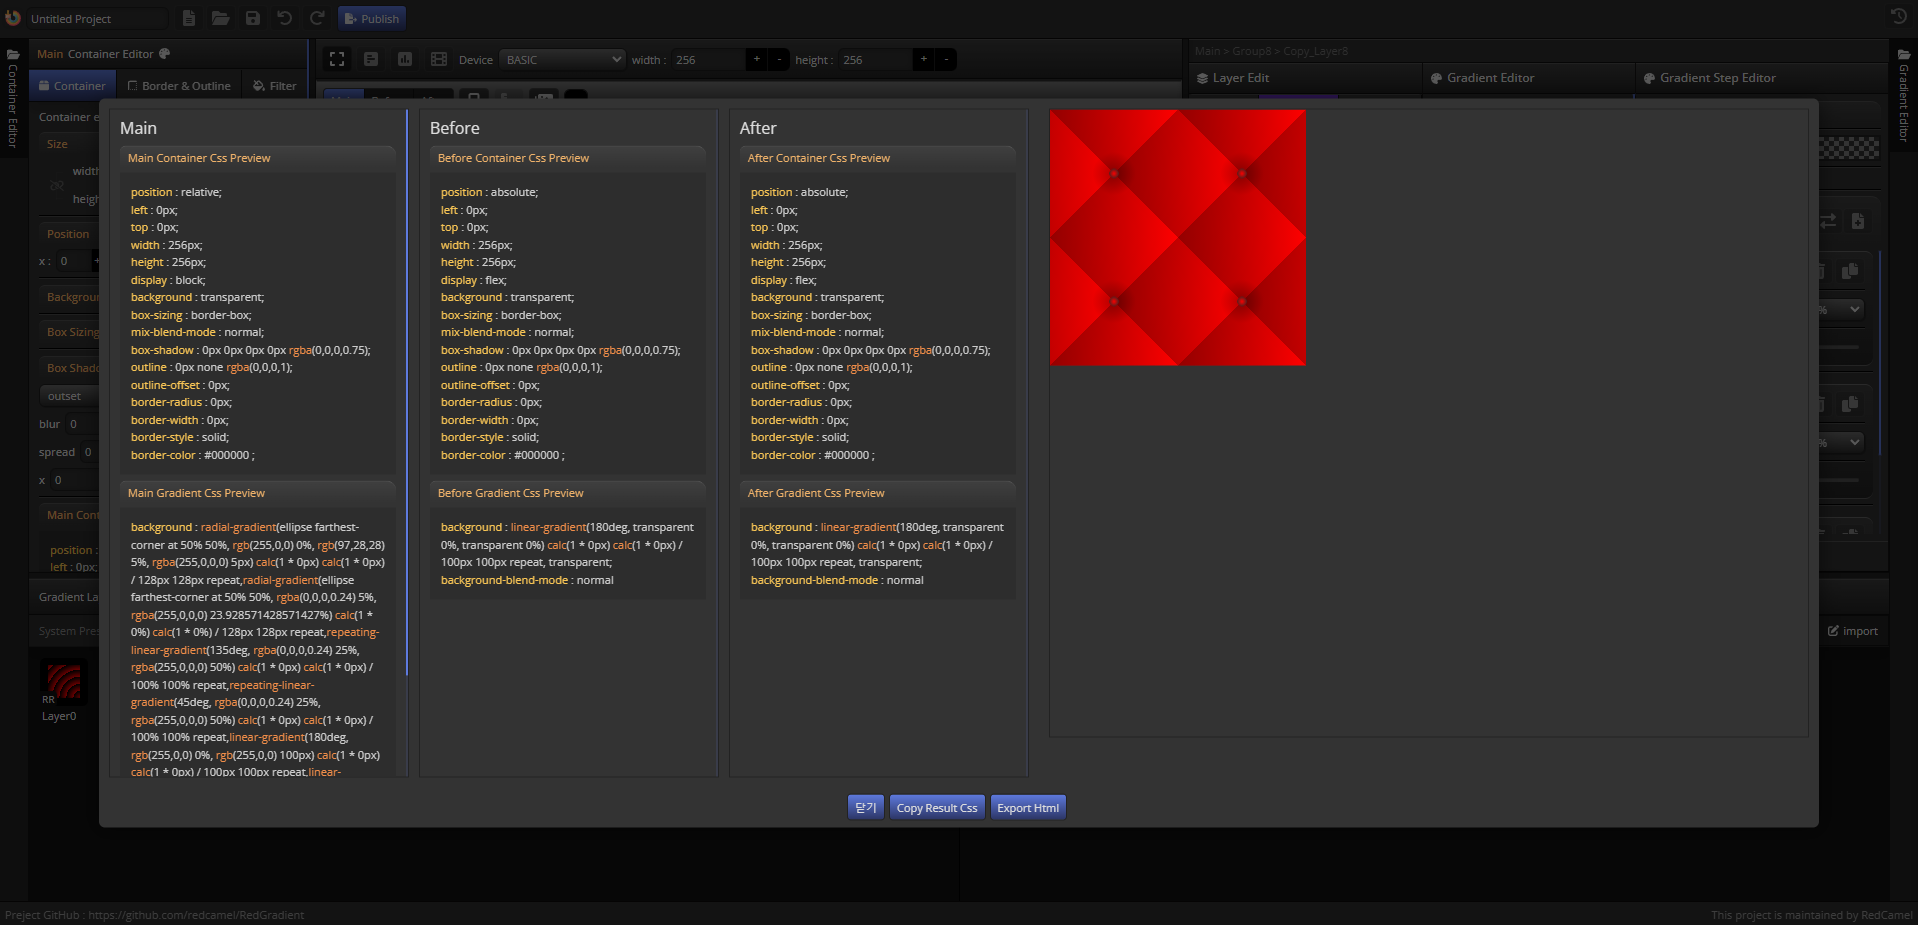 Untitled Project
Publish
Main Container Editor
Device BASIC width : 256 + - height : 256 + -
Main > Group8 > Copy_Layer8
Container Editor
Container
Border & Outline
Filter
Layer Edit
Gradient Editor
Gradient Step Editor
Gradient Editor
Size
Position
x : 0
outset
blur 0
spread 0
x 0
position :
left : 0px;
RR
Layer0
Main
Main Container Css Preview
position : relative;
left : 0px;
top : 0px;
width : 256px;
height : 256px;
display : block;
background : transparent;
box-sizing : border-box;
mix-blend-mode : normal;
box-shadow : 0px 0px 0px 0px rgba(0,0,0,0.75);
outline : 0px none rgba(0,0,0,1);
outline-offset : 0px;
border-radius : 0px;
border-width : 0px;
border-style : solid;
border-color : #000000 ;
Main Gradient Css Preview
background : radial-gradient(ellipse farthest-
corner at 50% 50%, rgb(255,0,0) 0%, rgb(97,28,28)
5%, rgba(255,0,0,0) 5px) calc(1 * 0px) calc(1 * 0px)
/ 128px 128px repeat,radial-gradient(ellipse
farthest-corner at 50% 50%, rgba(0,0,0,0.24) 5%,
rgba(255,0,0,0) 23.928571428571427%) calc(1 *
0%) calc(1 * 0%) / 128px 128px repeat,repeating-
linear-gradient(135deg, rgba(0,0,0,0.24) 25%,
rgba(255,0,0,0) 50%) calc(1 * 0px) calc(1 * 0px) /
100% 100% repeat,repeating-linear-
gradient(45deg, rgba(0,0,0,0.24) 25%,
rgba(255,0,0,0) 50%) calc(1 * 0px) calc(1 * 0px) /
100% 100% repeat,linear-gradient(180deg,
rgb(255,0,0) 0%, rgb(255,0,0) 100px) calc(1 * 0px)
calc(1 * 0px) / 100px 100px repeat,linear-
Before
Before Container Css Preview
position : absolute;
left : 0px;
top : 0px;
width : 256px;
height : 256px;
display : flex;
background : transparent;
box-sizing : border-box;
mix-blend-mode : normal;
box-shadow : 0px 0px 0px 0px rgba(0,0,0,0.75);
outline : 0px none rgba(0,0,0,1);
outline-offset : 0px;
border-radius : 0px;
border-width : 0px;
border-style : solid;
border-color : #000000 ;
Before Gradient Css Preview
background : linear-gradient(180deg, transparent
0%, transparent 0%) calc(1 * 0px) calc(1 * 0px) /
100px 100px repeat, transparent;
background-blend-mode : normal
After
After Container Css Preview
position : absolute;
left : 0px;
top : 0px;
width : 256px;
height : 256px;
display : flex;
background : transparent;
box-sizing : border-box;
mix-blend-mode : normal;
box-shadow : 0px 0px 0px 0px rgba(0,0,0,0.75);
outline : 0px none rgba(0,0,0,1);
outline-offset : 0px;
border-radius : 0px;
border-width : 0px;
border-style : solid;
border-color : #000000 ;
After Gradient Css Preview
background : linear-gradient(180deg, transparent
0%, transparent 0%) calc(1 * 0px) calc(1 * 0px) /
100px 100px repeat, transparent;
background-blend-mode : normal
%
%
import
닫기
Copy Result Css
Export Html
Preject GitHub : https://github.com/redcamel/RedGradient
This project is maintained by RedCamel